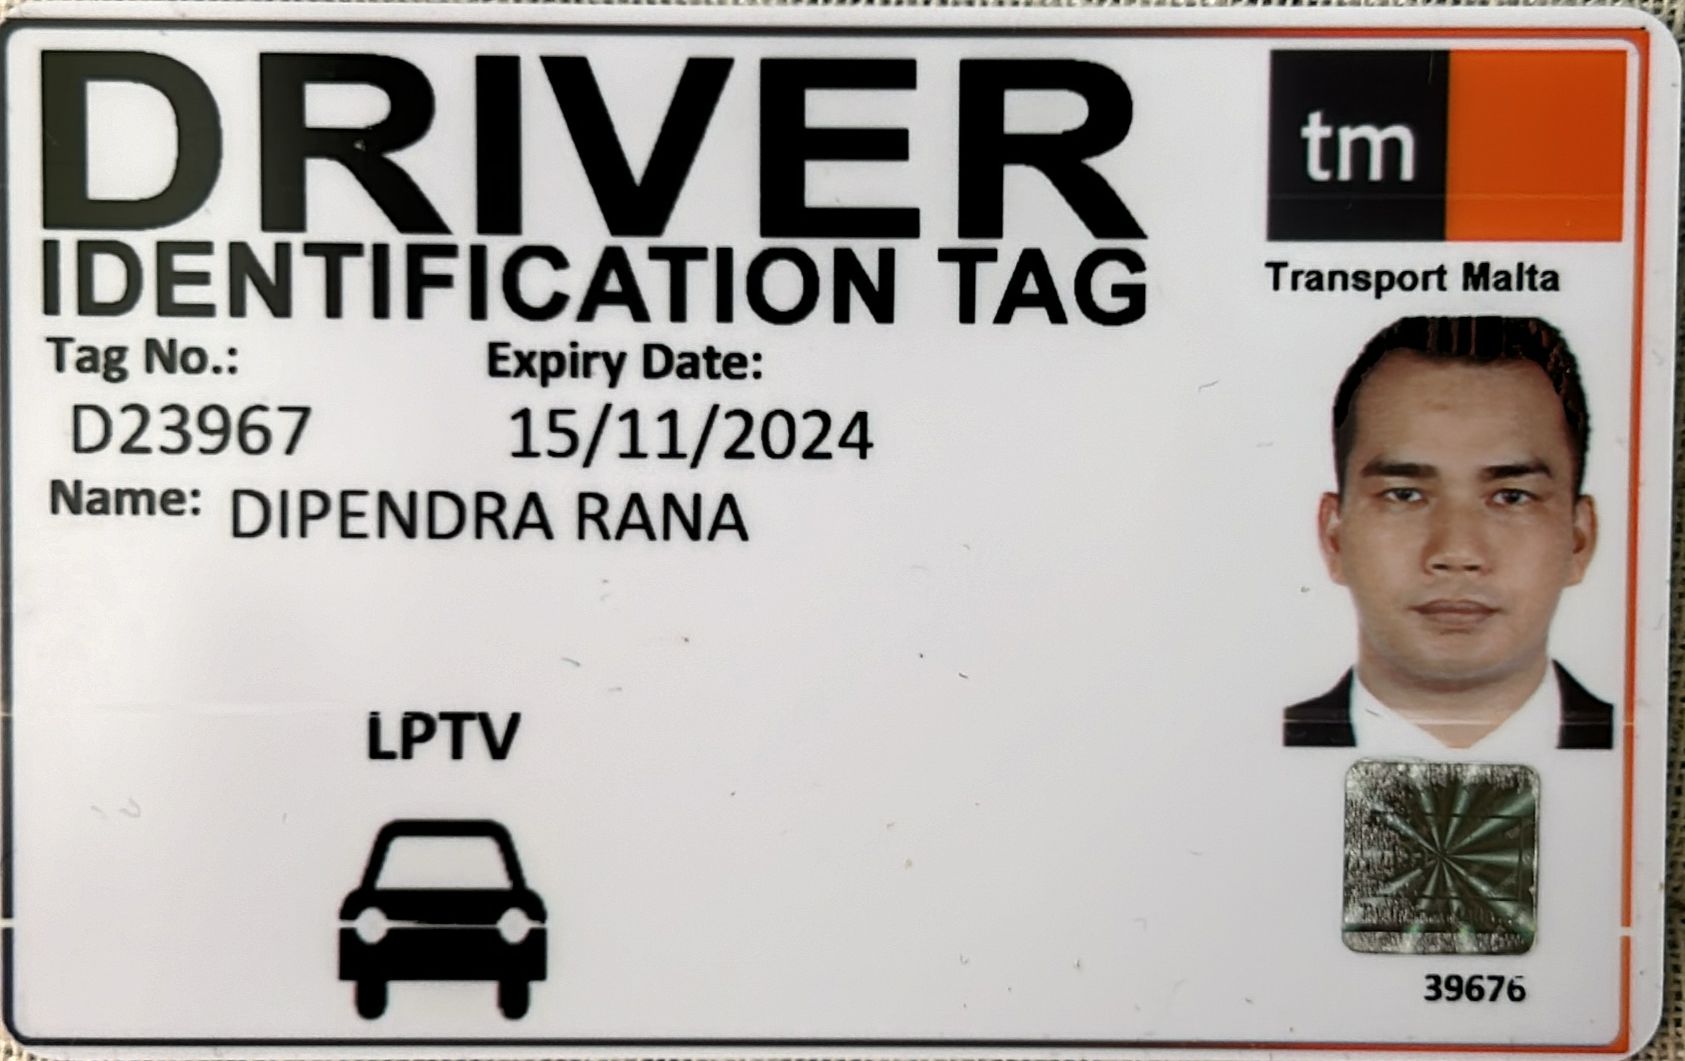 DRIVER
IDENTIFICATION TAG
tm
Transport Malta
Tag No.: Expiry Date:
D23967 15/11/2024
Name: DIPENDRA RANA
LPTV
39676